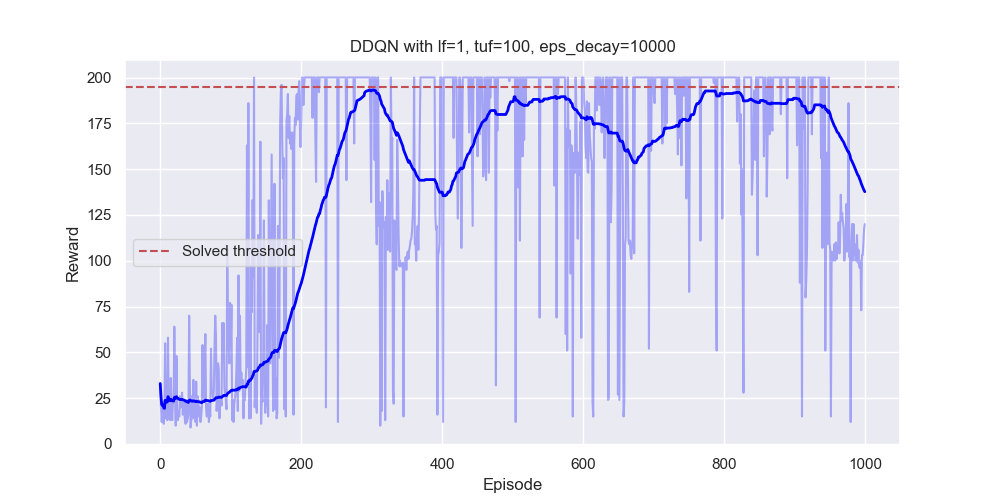 DDQN with lf=1, tuf=100, eps_decay=10000
200
175
150
125
100
75
50
25
0
Reward
Solved threshold
0 200 400 600 800 1000
Episode